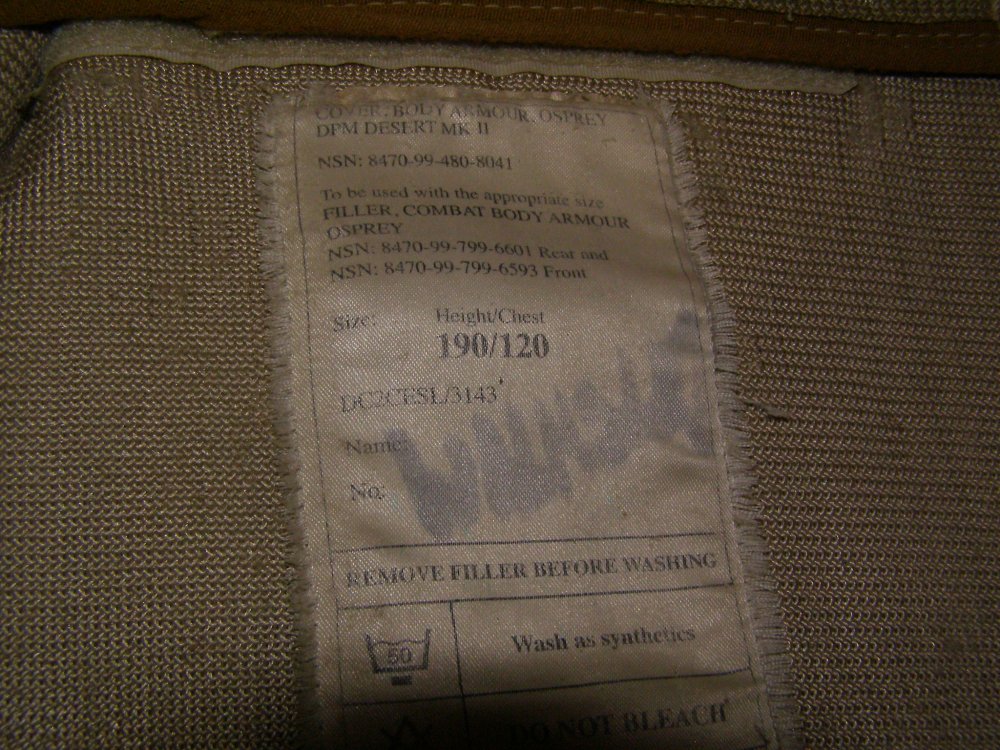 COVER, BODY ARMOUR, OSPREY
DPM DESERT MK II
NSN: 8470-99-480-8041
To be used with the appropriate size
FILLER, COMBAT BODY ARMOUR
OSPREY
NSN: 8470-99-799-6601 Rear and
NSN: 8470-99-799-6593 Front
Size: Height/Chest
190/120
DC2CESL/3143
Name:
No:
REMOVE FILLER BEFORE WASHING
50
Wash as synthetics
DO NOT BLEACH